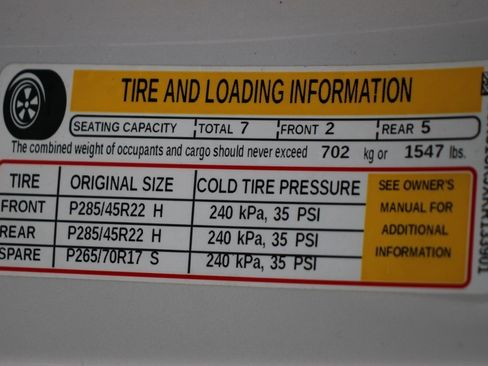 TIRE AND LOADING INFORMATION
SEATING CAPACITY TOTAL 7 FRONT 2 REAR 5
The combined weight of occupants and cargo should never exceed 702 kg or 1547 lbs.
TIRE ORIGINAL SIZE COLD TIRE PRESSURE
FRONT P285/45R22 H 240 kPa, 35 PSI
REAR P285/45R22 H 240 kPa, 35 PSI
SPARE P265/70R17 S 240 kPa, 35 PSI
SEE OWNER'S
MANUAL FOR
ADDITIONAL
INFORMATION